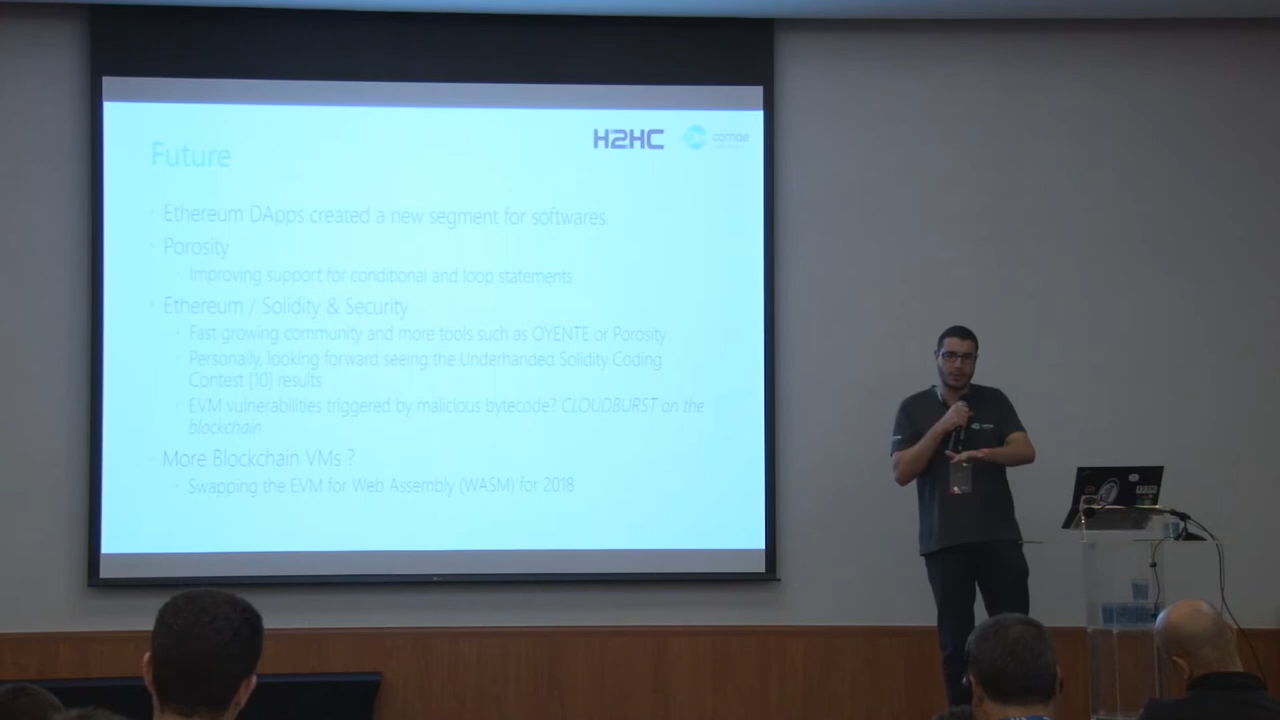 H2HC
comae
Future
Ethereum DApps created a new segment for softwares.
Porosity
Improving support for conditional and loop statements
Ethereum / Solidity & Security
Fast growing community and more tools such as OYENTE or Porosity
Personally, looking forward seeing the Underhanded Solidity Coding
Contest [10] results
EVM vulnerabilities triggered by malicious bytecode? CLOUDBURST on the
blockchain
More Blockchain VMs ?
Swapping the EVM for Web Assembly (WASM) for 2018